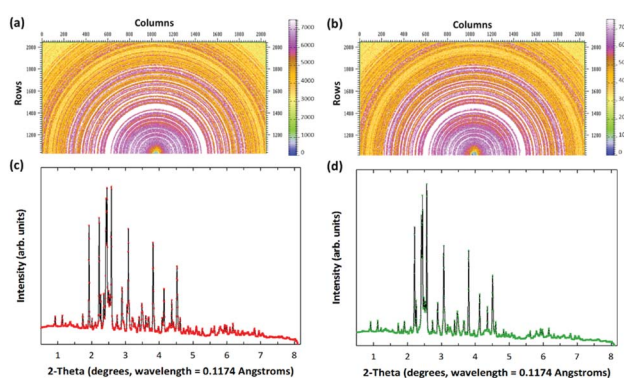 (a)
Columns
0 200 400 600 800 1000 1200 1400 1600 1800 2000
Rows
2000
1800
1600
1400
1200
7000
6000
5000
4000
3000
2000
1000
0
(b)
Columns
0 200 400 600 800 1000 1200 1400 1600 1800 2000
Rows
2000
1800
1600
1400
1200
(c)
Intensity (arb. units)
1 2 3 4 5 6 7 8
2-Theta (degrees, wavelength = 0.1174 Angstroms)
(d)
Intensity (arb. units)
1 2 3 4 5 6 7 8
2-Theta (degrees, wavelength = 0.1174 Angstroms)